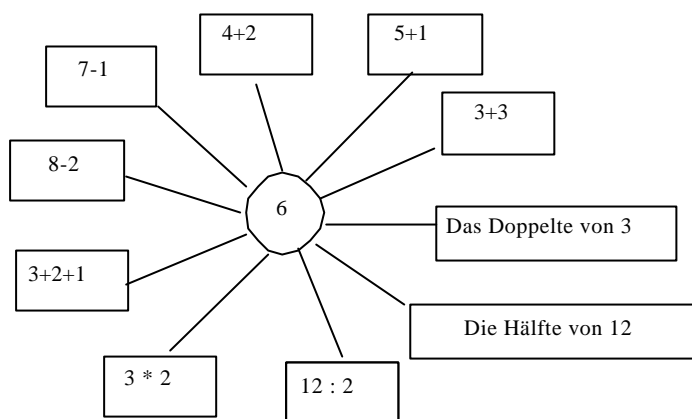 4+2
5+1
7-1
3+3
8-2
6
Das Doppelte von 3
3+2+1
Die Hälfte von 12
3 * 2
12 : 2